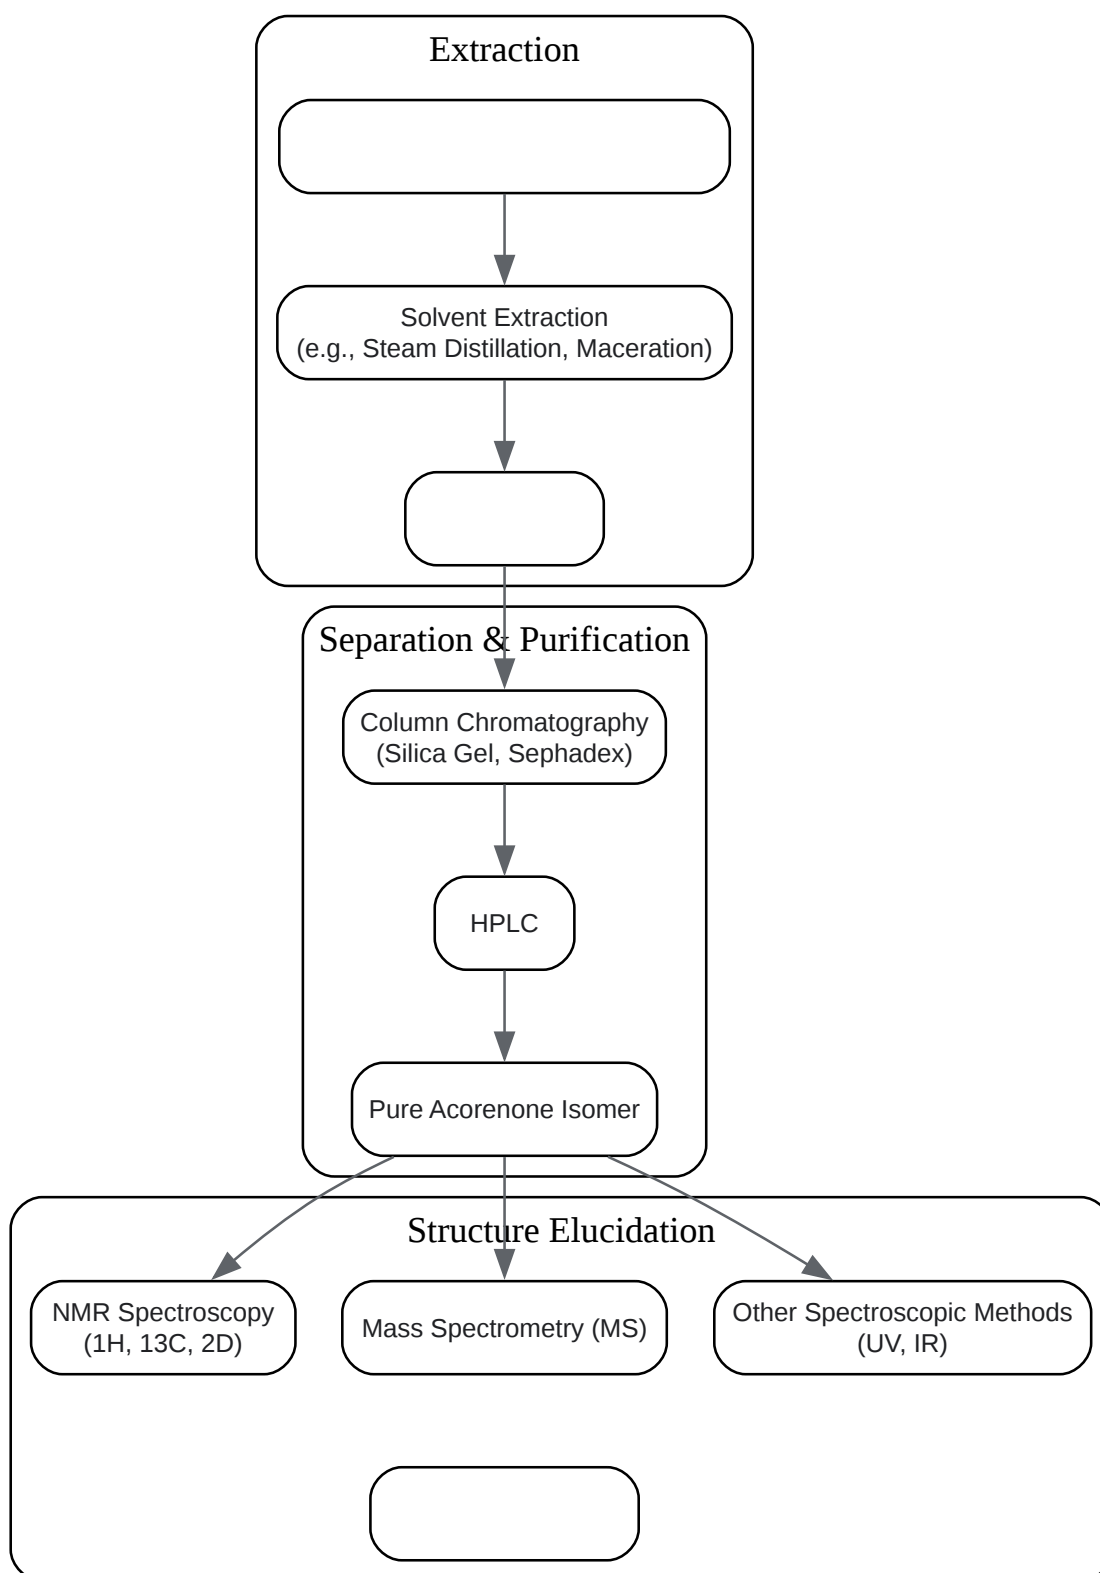 Extraction
Solvent Extraction
(e.g., Steam Distillation, Maceration)
Separation & Purification
Column Chromatography
(Silica Gel, Sephadex)
HPLC
Pure Acorenone Isomer
Structure Elucidation
NMR Spectroscopy
(1H, 13C, 2D)
Mass Spectrometry (MS)
Other Spectroscopic Methods
(UV, IR)